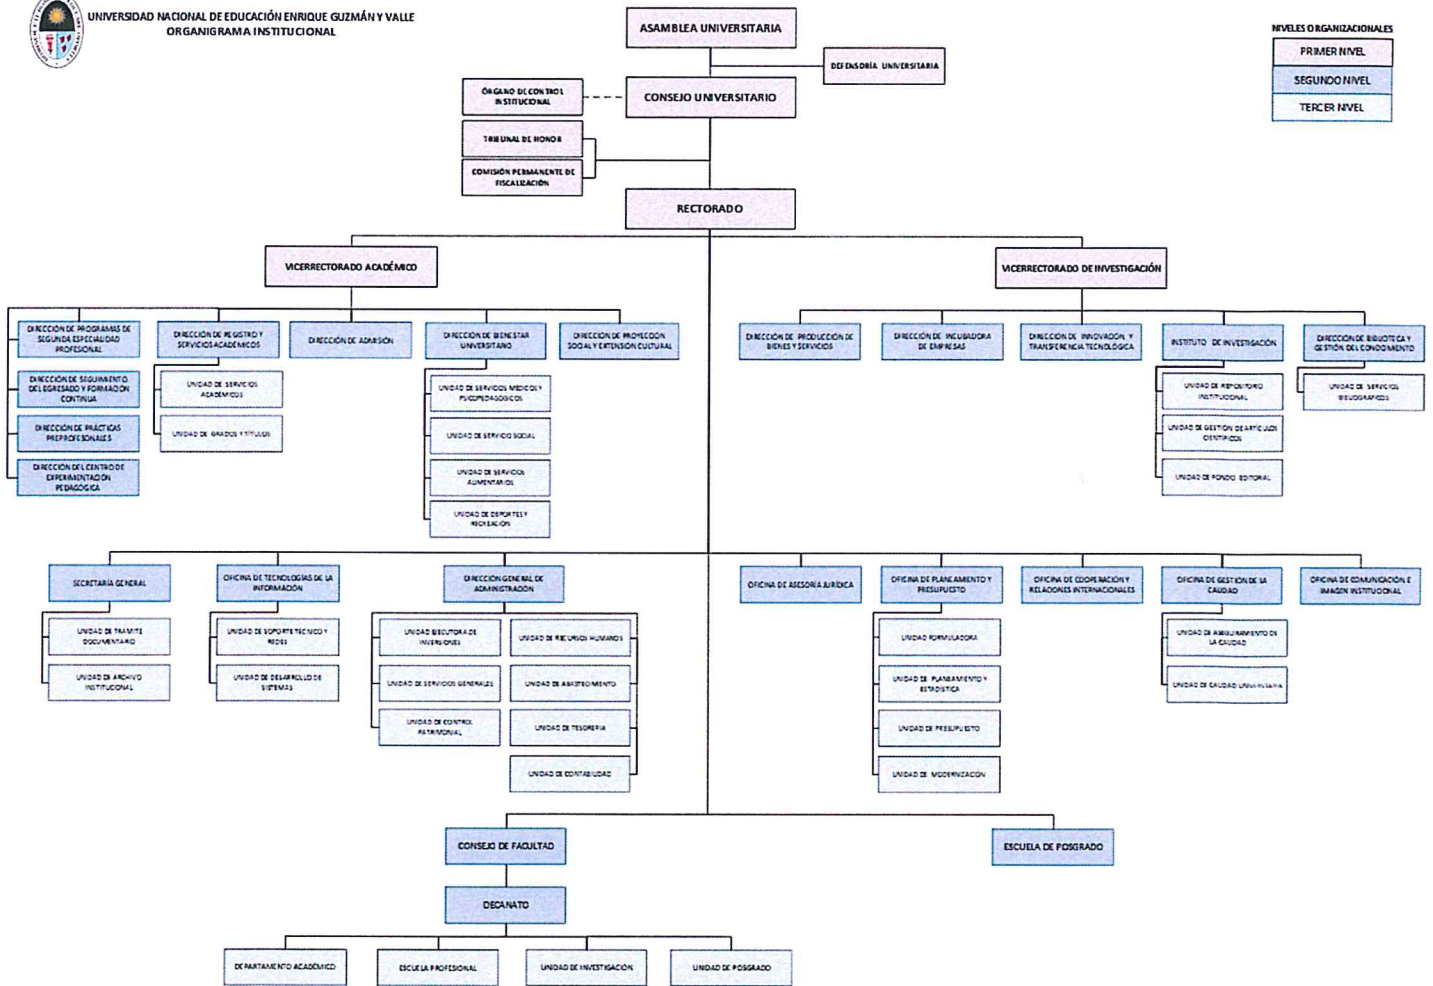 UNIVERSIDAD NACIONAL DE EDUCACIÓN ENRIQUE GUZMÁN Y VALLE
ORGANIGRAMA INSTITUCIONAL
NIVELES ORGANIZACIONALES
PRIMER NIVEL
SEGUNDO NIVEL
TERCER NIVEL
ASAMBLEA UNIVERSITARIA
DEFENSORÍA UNIVERSITARIA
ÓRGANO DE CONTROL
INSTITUCIONAL
CONSEJO UNIVERSITARIO
TRIBUNAL DE HONOR
COMISIÓN PERMANENTE DE
FISCALIZACIÓN
RECTORADO
VICERRECTORADO ACADÉMICO
VICERRECTORADO DE INVESTIGACIÓN
DIRECCIÓN DE PROGRAMAS DE
SEGUNDA ESPECIALIDAD
PROFESIONAL
DIRECCIÓN DE SEGUIMIENTO
DEL EGRESADO Y FORMACIÓN
CONTINUA
DIRECCIÓN DE PRÁCTICAS
PREPROFESIONALES
DIRECCIÓN DEL CENTRO DE
EXPERIMENTACIÓN
PEDAGÓGICA
DIRECCIÓN DE REGISTRO Y
SERVICIOS ACADÉMICOS
UNIDAD DE SERVICIOS
ACADÉMICOS
UNIDAD DE GRADOS Y TÍTULOS
DIRECCIÓN DE ADMISIÓN
DIRECCIÓN DE BIENESTAR
UNIVERSITARIO
UNIDAD DE SERVICIOS MÉDICOS Y
PSICOPEDAGÓGICOS
UNIDAD DE SERVICIO SOCIAL
UNIDAD DE SERVICIOS
ALIMENTARIOS
UNIDAD DE DEPORTES Y
RECREACIÓN
DIRECCIÓN DE PROYECCIÓN
SOCIAL Y EXTENSIÓN CULTURAL
DIRECCIÓN DE PRODUCCIÓN DE
BIENES Y SERVICIOS
DIRECCIÓN DE INCUBADORA
DE EMPRESAS
DIRECCIÓN DE INNOVACIÓN Y
TRANSFERENCIA TECNOLÓGICA
INSTITUTO DE INVESTIGACIÓN
UNIDAD DE REPOSITORIO
INSTITUCIONAL
UNIDAD DE GESTIÓN DE ARTÍCULOS
CIENTÍFICOS
UNIDAD DE FONDO EDITORIAL
DIRECCIÓN DE BIBLIOTECA Y
GESTIÓN DEL CONOCIMIENTO
UNIDAD DE SERVICIOS
BIBLIOGRÁFICOS
SECRETARÍA GENERAL
UNIDAD DE TRÁMITE
DOCUMENTARIO
UNIDAD DE ARCHIVO
INSTITUCIONAL
OFICINA DE TECNOLOGÍAS DE LA
INFORMACIÓN
UNIDAD DE SOPORTE TÉCNICO Y
REDES
UNIDAD DE DESARROLLO DE
SISTEMAS
DIRECCIÓN GENERAL DE
ADMINISTRACIÓN
UNIDAD EJECUTORA DE
INVERSIONES
UNIDAD DE SERVICIOS GENERALES
UNIDAD DE CONTROL
PATRIMONIAL
UNIDAD DE RECURSOS HUMANOS
UNIDAD DE ABASTECIMIENTO
UNIDAD DE TESORERÍA
UNIDAD DE CONTABILIDAD
OFICINA DE ASESORÍA JURÍDICA
OFICINA DE PLANEAMIENTO Y
PRESUPUESTO
UNIDAD FORMULADORA
UNIDAD DE PLANEAMIENTO Y
ESTADÍSTICA
UNIDAD DE PRESUPUESTO
UNIDAD DE MODERNIZACIÓN
OFICINA DE COOPERACIÓN Y
RELACIONES INTERNACIONALES
OFICINA DE GESTIÓN DE LA
CALIDAD
UNIDAD DE ASEGURAMIENTO DE
LA CALIDAD
UNIDAD DE CALIDAD UNIVERSITARIA
OFICINA DE COMUNICACIÓN E
IMAGEN INSTITUCIONAL
CONSEJO DE FACULTAD
ESCUELA DE POSGRADO
DECANATO
DEPARTAMENTO ACADÉMICO
ESCUELA PROFESIONAL
UNIDAD DE INVESTIGACIÓN
UNIDAD DE POSGRADO